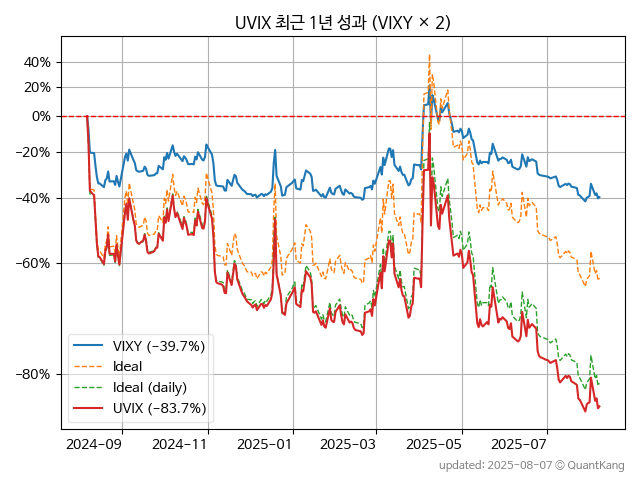 UVIX 최근 1년 성과 (VIXY × 2)
40%
20%
0%
−20%
−40%
−60%
−80%
VIXY (−39.7%)
Ideal
Ideal (daily)
UVIX (−83.7%)
2024-09
2024-11
2025-01
2025-03
2025-05
2025-07
updated: 2025-08-07 © QuantKang